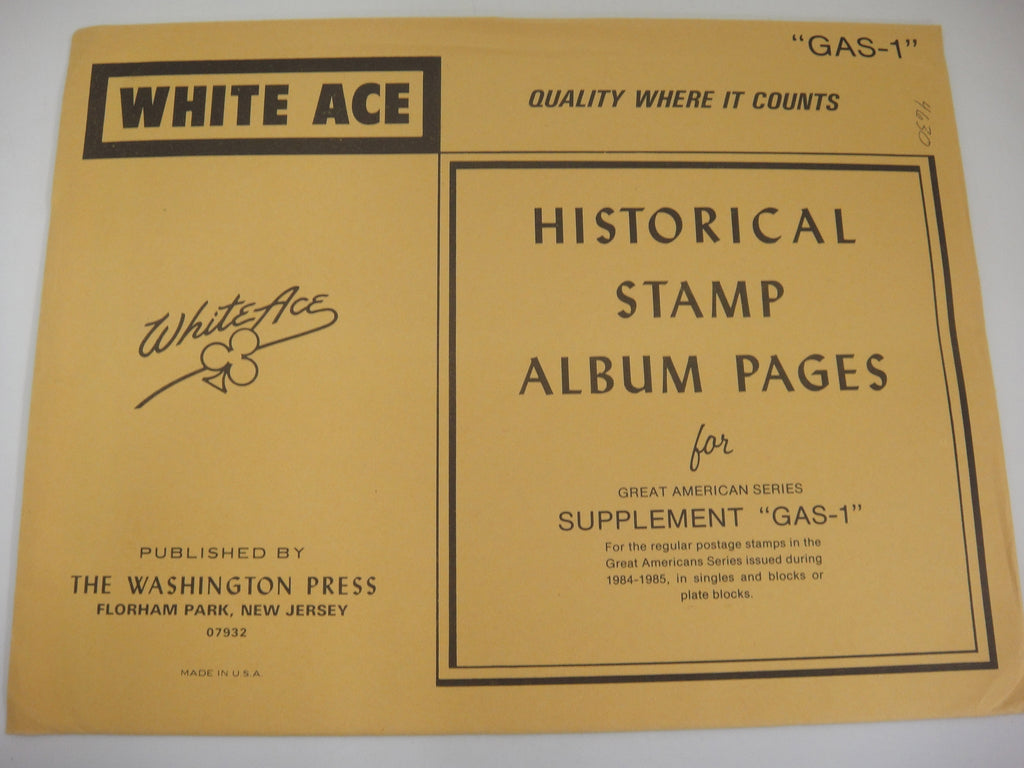 "GAS-1"
WHITE ACE
QUALITY WHERE IT COUNTS
4630
HISTORICAL
STAMP
ALBUM PAGES
for
GREAT AMERICAN SERIES
SUPPLEMENT "GAS-1"
For the regular postage stamps in the
Great Americans Series issued during
1984-1985, in singles and blocks or
plate blocks.
White Ace
PUBLISHED BY
THE WASHINGTON PRESS
FLORHAM PARK, NEW JERSEY
07932
MADE IN U.S.A.